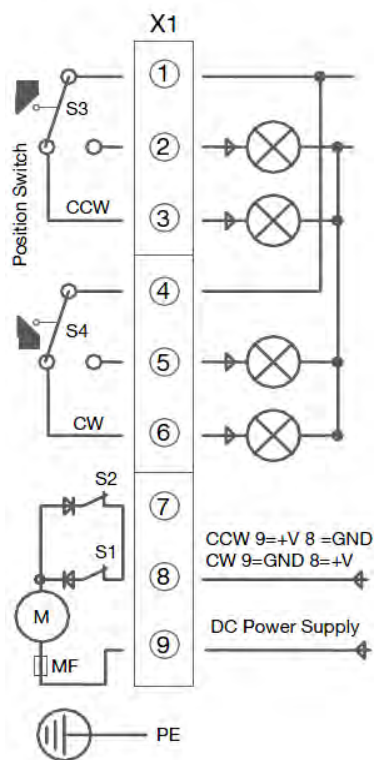 X1
1
S3
2
Position Switch
CCW
3
4
S4
5
CW
6
S2
7
CCW 9=+V 8 =GND
S1
CW 9=GND 8=+V
8
M
DC Power Supply
9
MF
PE